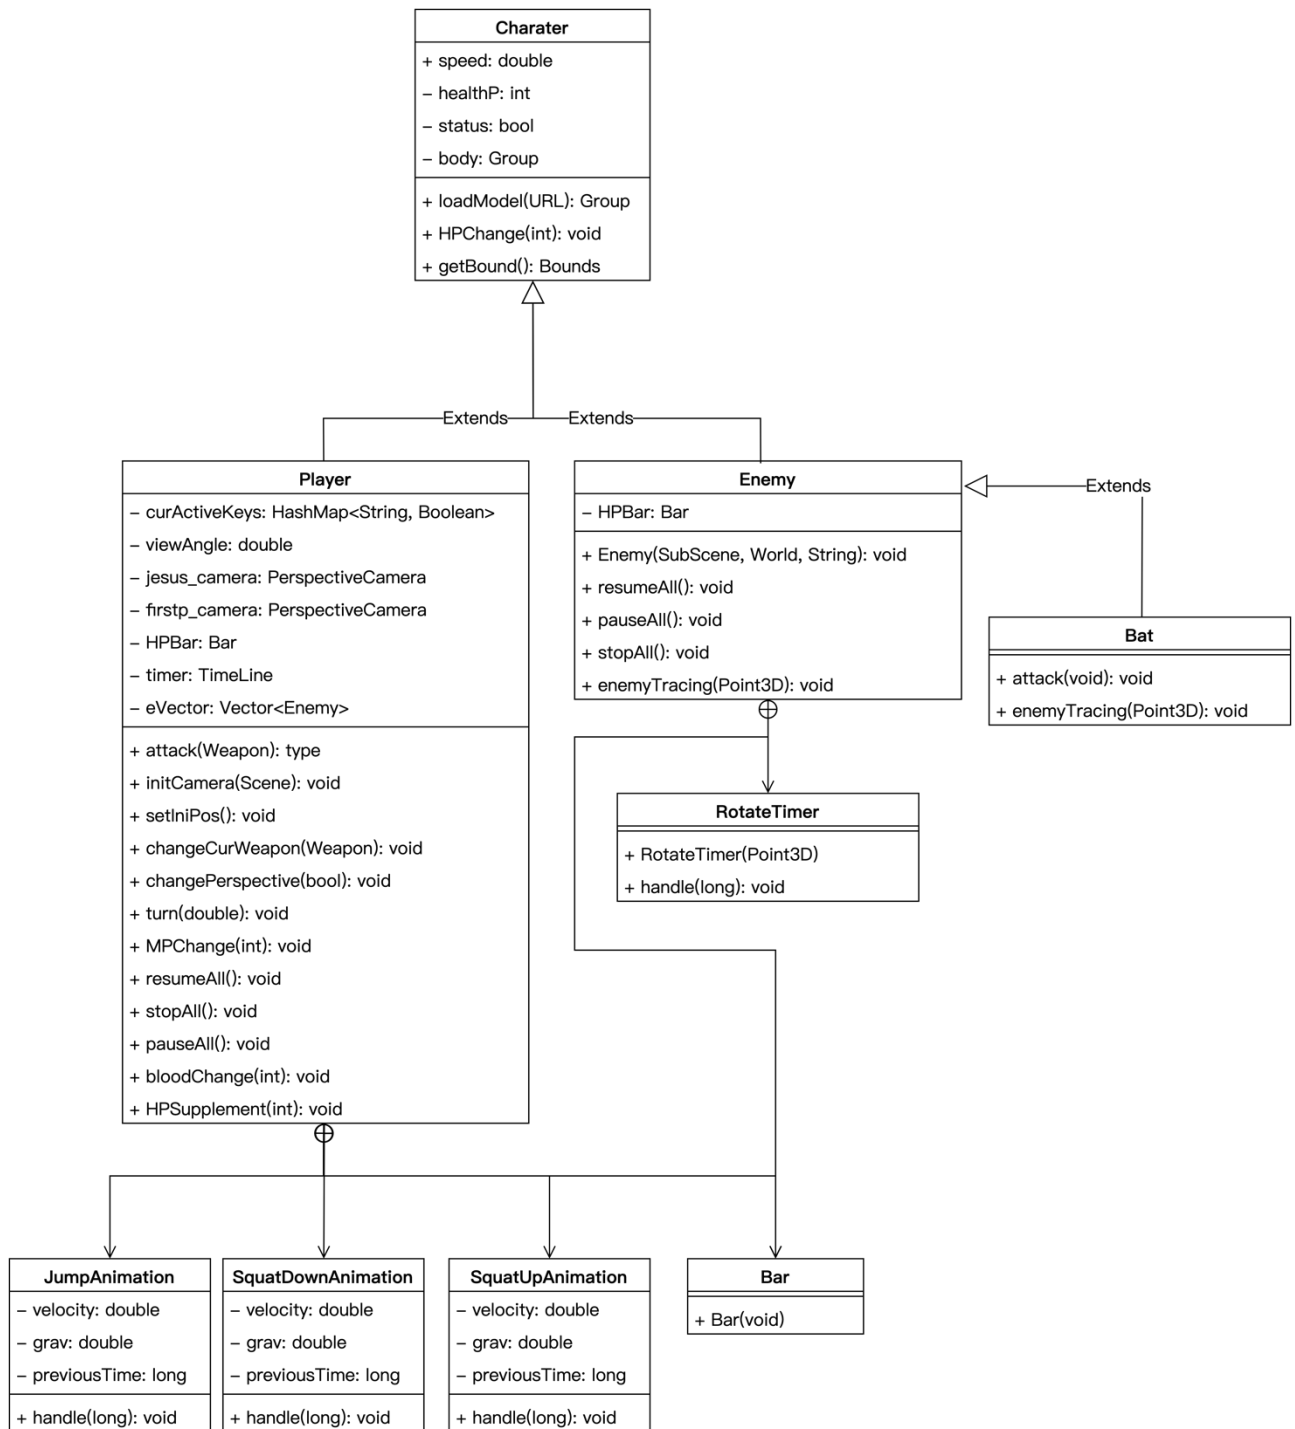 Charater
+ speed: double
– healthP: int
– status: bool
– body: Group
+ loadModel(URL): Group
+ HPChange(int): void
+ getBound(): Bounds
Extends
Extends
Player
– curActiveKeys: HashMap<String, Boolean>
– viewAngle: double
– jesus_camera: PerspectiveCamera
– firstp_camera: PerspectiveCamera
– HPBar: Bar
– timer: TimeLine
– eVector: Vector<Enemy>
+ attack(Weapon): type
+ initCamera(Scene): void
+ setIniPos(): void
+ changeCurWeapon(Weapon): void
+ changePerspective(bool): void
+ turn(double): void
+ MPChange(int): void
+ resumeAll(): void
+ stopAll(): void
+ pauseAll(): void
+ bloodChange(int): void
+ HPSupplement(int): void
Enemy
– HPBar: Bar
+ Enemy(SubScene, World, String): void
+ resumeAll(): void
+ pauseAll(): void
+ stopAll(): void
+ enemyTracing(Point3D): void
Extends
Bat
+ attack(void): void
+ enemyTracing(Point3D): void
RotateTimer
+ RotateTimer(Point3D)
+ handle(long): void
JumpAnimation
– velocity: double
– grav: double
– previousTime: long
+ handle(long): void
SquatDownAnimation
– velocity: double
– grav: double
– previousTime: long
+ handle(long): void
SquatUpAnimation
– velocity: double
– grav: double
– previousTime: long
+ handle(long): void
Bar
+ Bar(void)